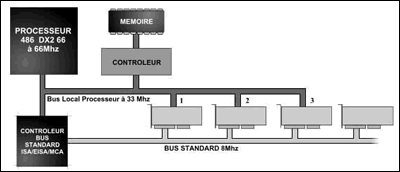 MEMOIRE
PROCESSEUR
486 DX2 66
à 66Mhz
CONTROLEUR
Bus Local Processeur à 33 Mhz
1
2
3
CONTROLEUR
BUS
STANDARD
ISA/EISA/MCA
BUS STANDARD 8Mhz